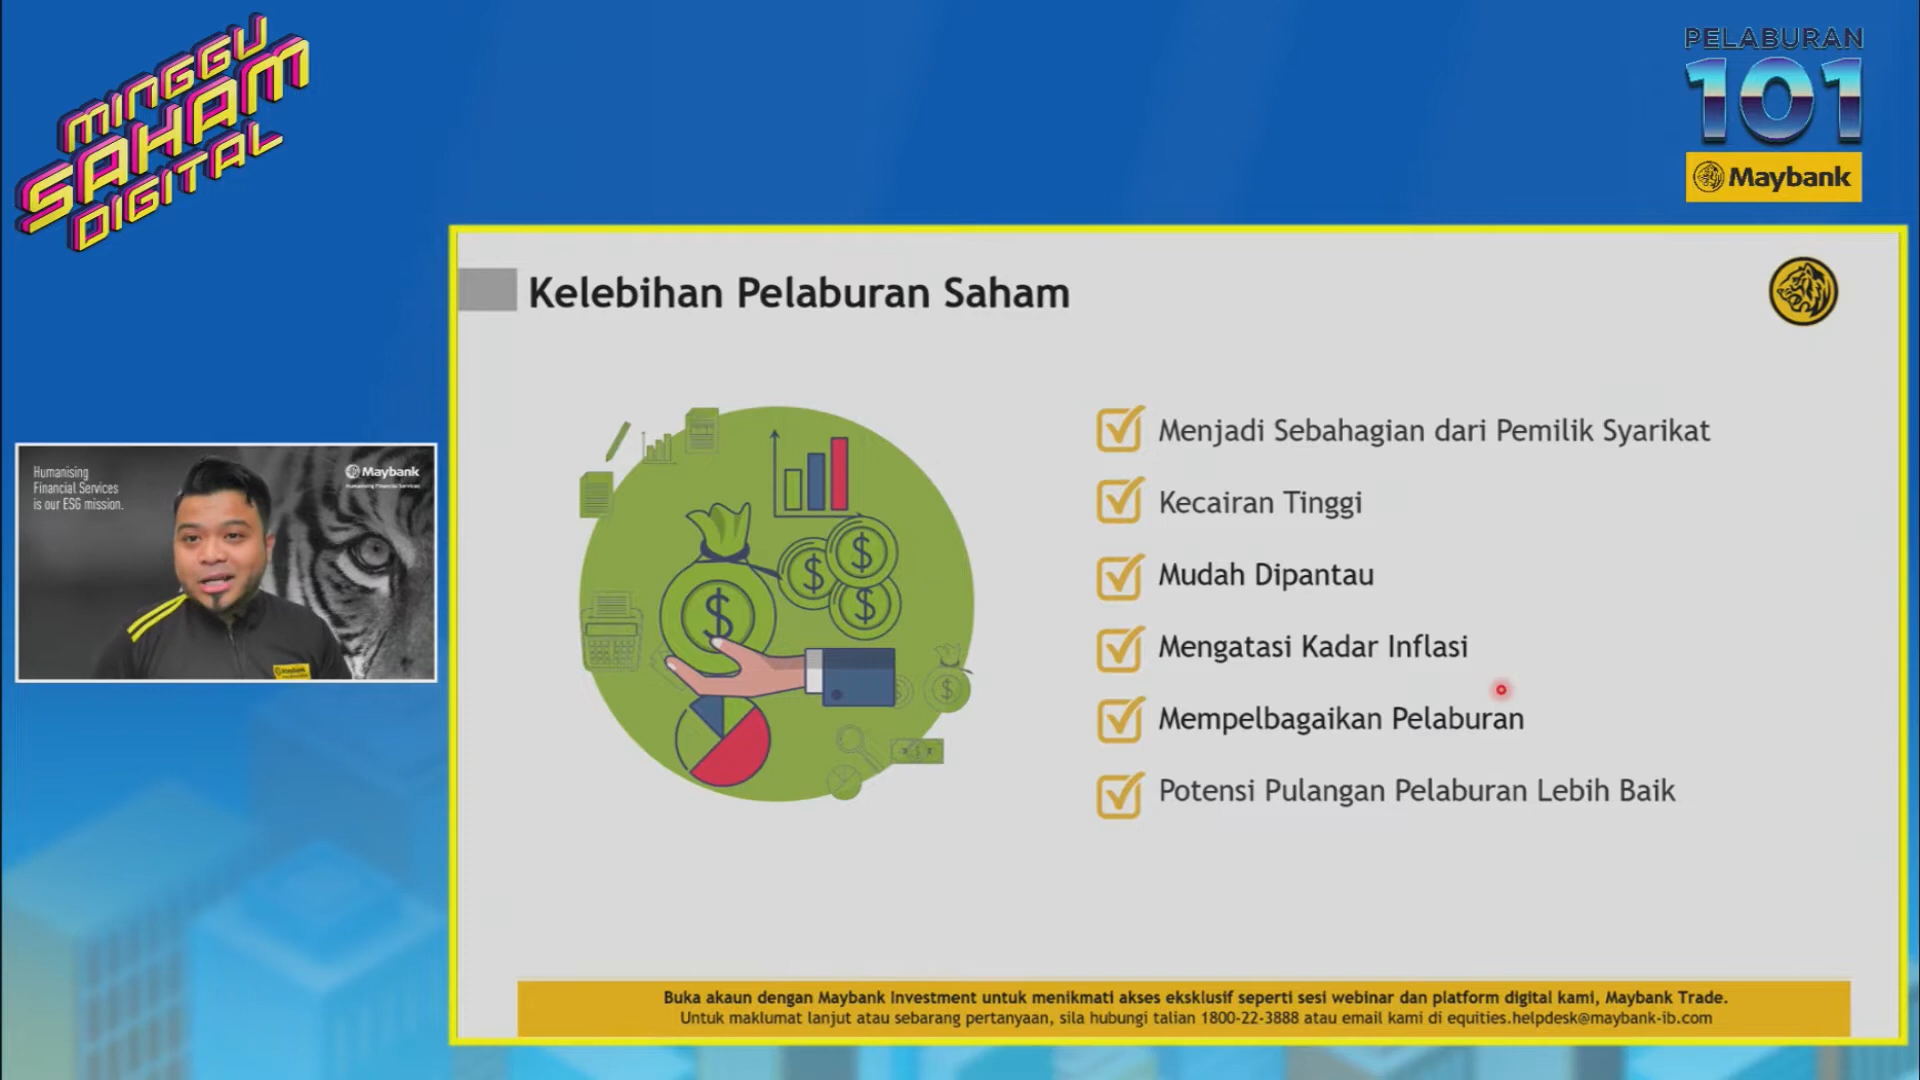 MINGGU
SAHAM
DIGITAL
PELABURAN
101
Maybank
Kelebihan Pelaburan Saham
Humanising
Financial Services
is our ESG mission.
Maybank
Humanising Financial Services
Menjadi Sebahagian dari Pemilik Syarikat
Kecairan Tinggi
Mudah Dipantau
Mengatasi Kadar Inflasi
Mempelbagaikan Pelaburan
Potensi Pulangan Pelaburan Lebih Baik
Buka akaun dengan Maybank Investment untuk menikmati akses eksklusif seperti sesi webinar dan platform digital kami, Maybank Trade.
Untuk maklumat lanjut atau sebarang pertanyaan, sila hubungi talian 1800-22-3888 atau email kami di equities.helpdesk@maybank-ib.com